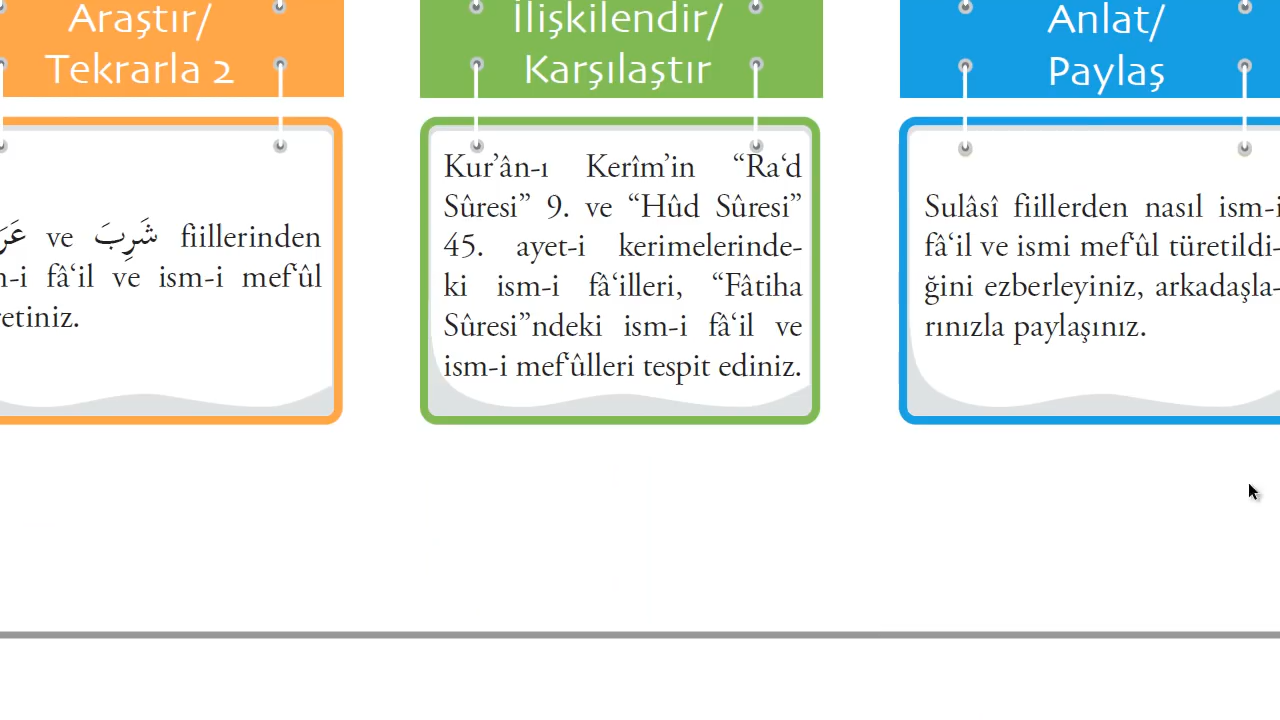 Araştır/
Tekrarla 2
ve شَرِبَ fiillerinden
fâ‘il ve ism-i mef‘ûl
İlişkilendir/
Karşılaştır
Kur’ân-ı Kerîm’in “Ra‘d
Sûresi” 9. ve “Hûd Sûresi”
45. ayet-i kerimelerinde-
ki ism-i fâ‘illeri, “Fâtiha
Sûresi”ndeki ism-i fâ‘il ve
ism-i mef‘ûlleri tespit ediniz.
Anlat/
Paylaş
Sulâsî fiillerden nasıl ism-i
fâ‘il ve ismi mef‘ûl türetildi-
ğini ezberleyiniz, arkadaşla-
rınızla paylaşınız.